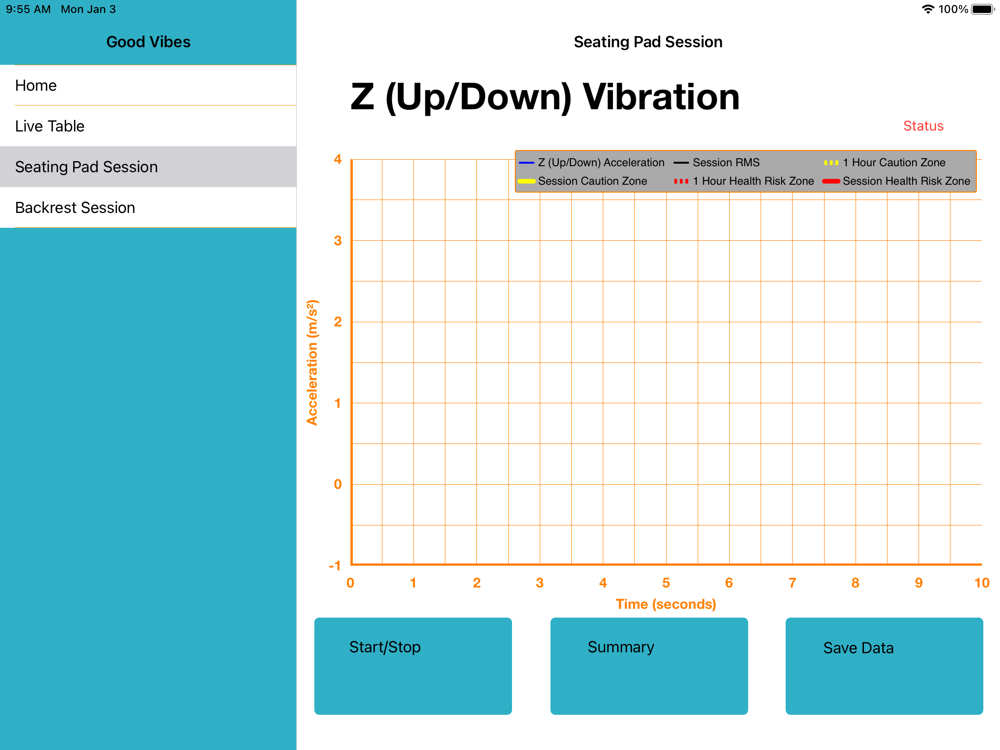 9:55 AM Mon Jan 3
100%
Good Vibes
Home
Live Table
Seating Pad Session
Backrest Session
Seating Pad Session
Z (Up/Down) Vibration
Status
Z (Up/Down) Acceleration Session RMS 1 Hour Caution Zone
Session Caution Zone 1 Hour Health Risk Zone Session Health Risk Zone
4
3
2
1
0
-1
Acceleration (m/s²)
0 1 2 3 4 5 6 7 8 9 10
Time (seconds)
Start/Stop
Summary
Save Data